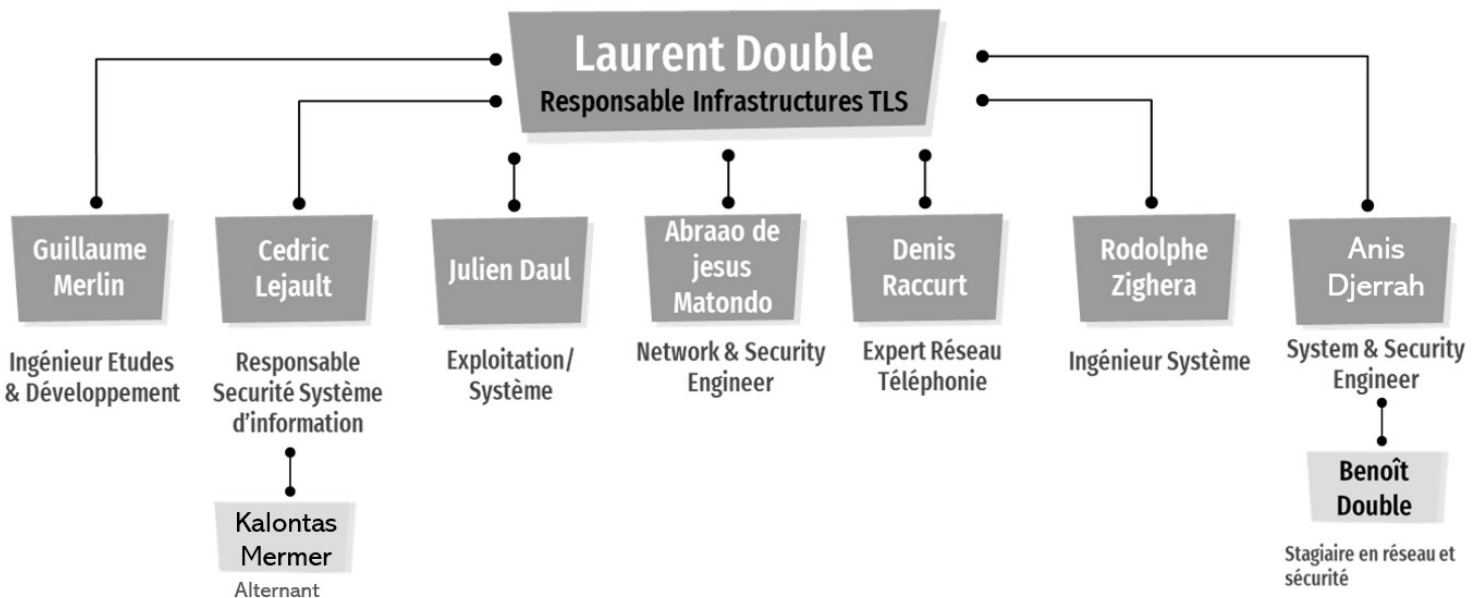 Laurent Double
Responsable Infrastructures TLS
Guillaume
Merlin
Ingénieur Etudes
& Développement
Cedric
Lejault
Responsable
Securité Système
d'information
Kalontas
Mermer
Alternant
Julien Daul
Exploitation/
Système
Abraao de
jesus
Matondo
Network & Security
Engineer
Denis
Raccurt
Expert Réseau
Téléphonie
Rodolphe
Zighera
Ingénieur Système
Anis
Djerrah
System & Security
Engineer
Benoît
Double
Stagiaire en réseau et
sécurité